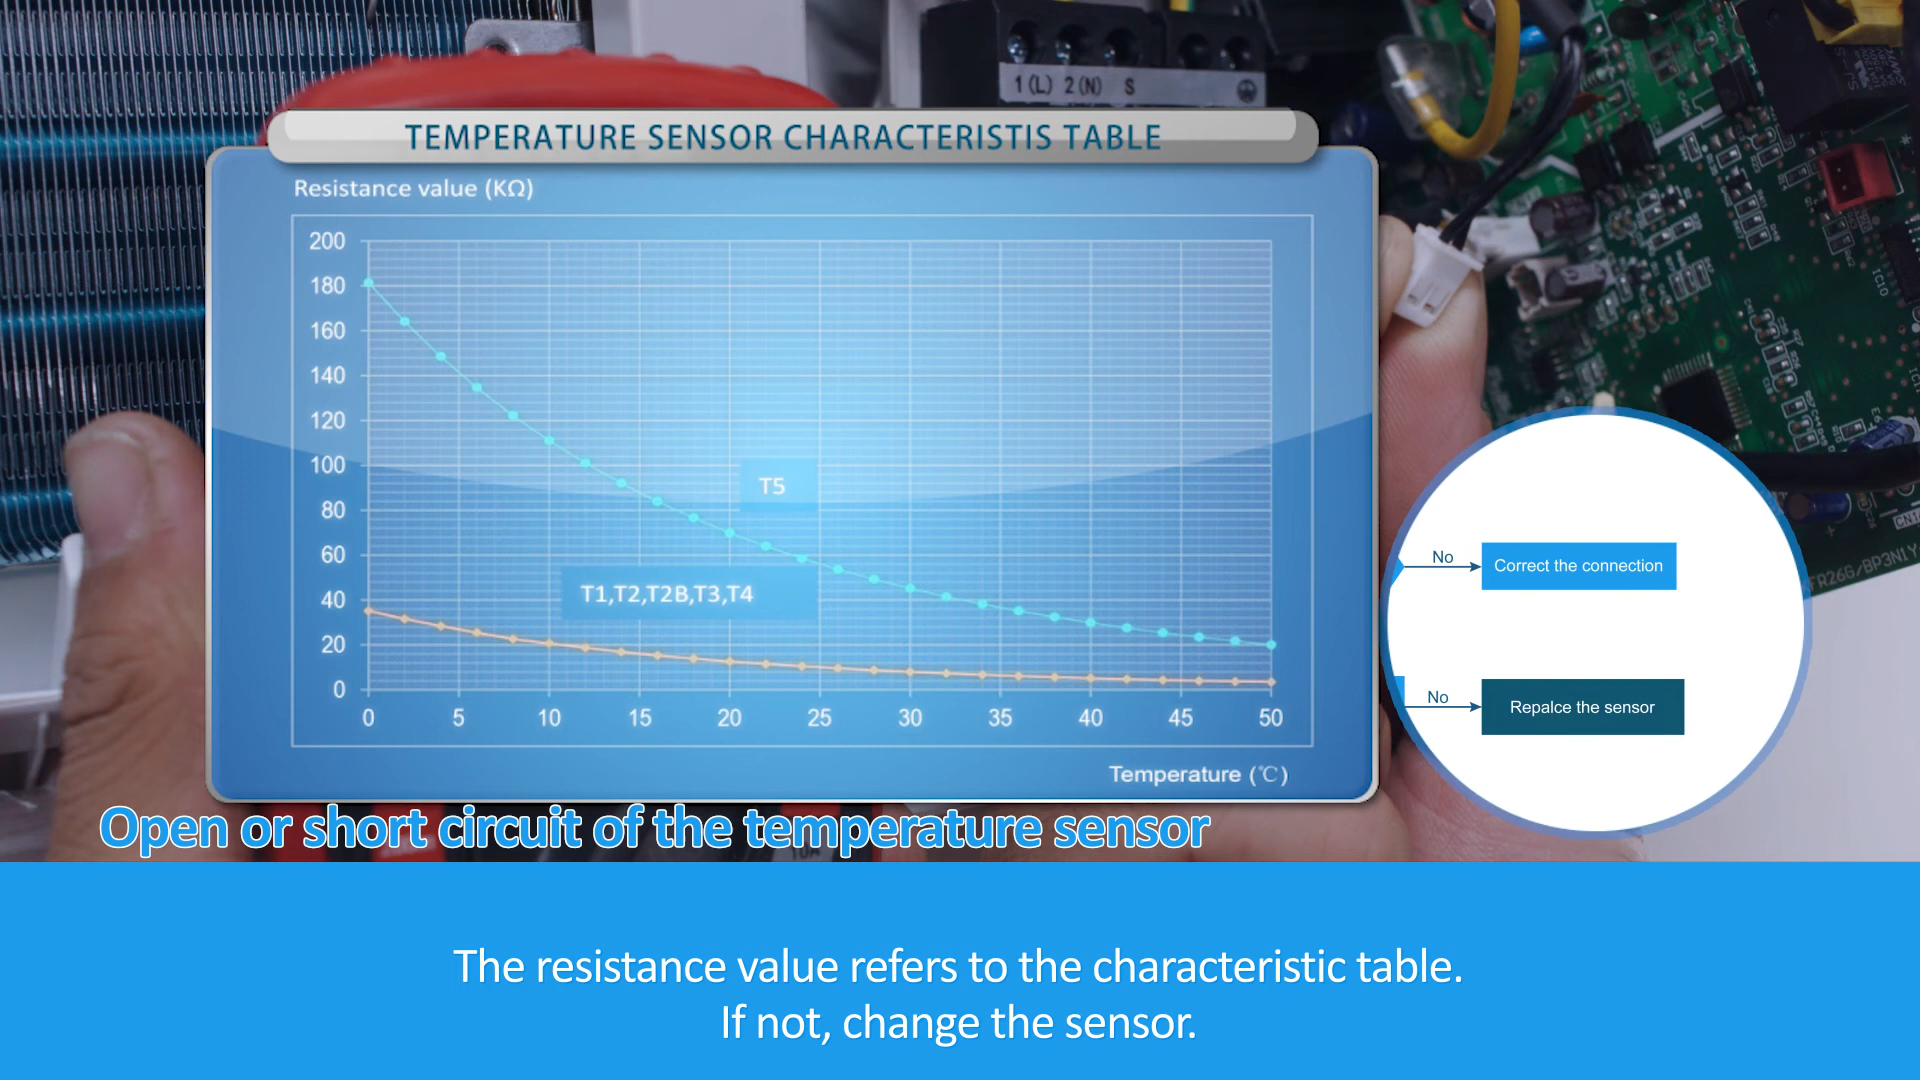 1 (L) 2 (N) S
TEMPERATURE SENSOR CHARACTERISTIS TABLE
Resistance value (KΩ)
200
180
160
140
120
100
80
60
40
20
0
T5
T1,T2,T2B,T3,T4
0 5 10 15 20 25 30 35 40 45 50
Temperature (℃)
No
Correct the connection
No
Repalce the sensor
FR26G/BP3N1Y
IC10
Open or short circuit of the temperature sensor
The resistance value refers to the characteristic table.
If not, change the sensor.